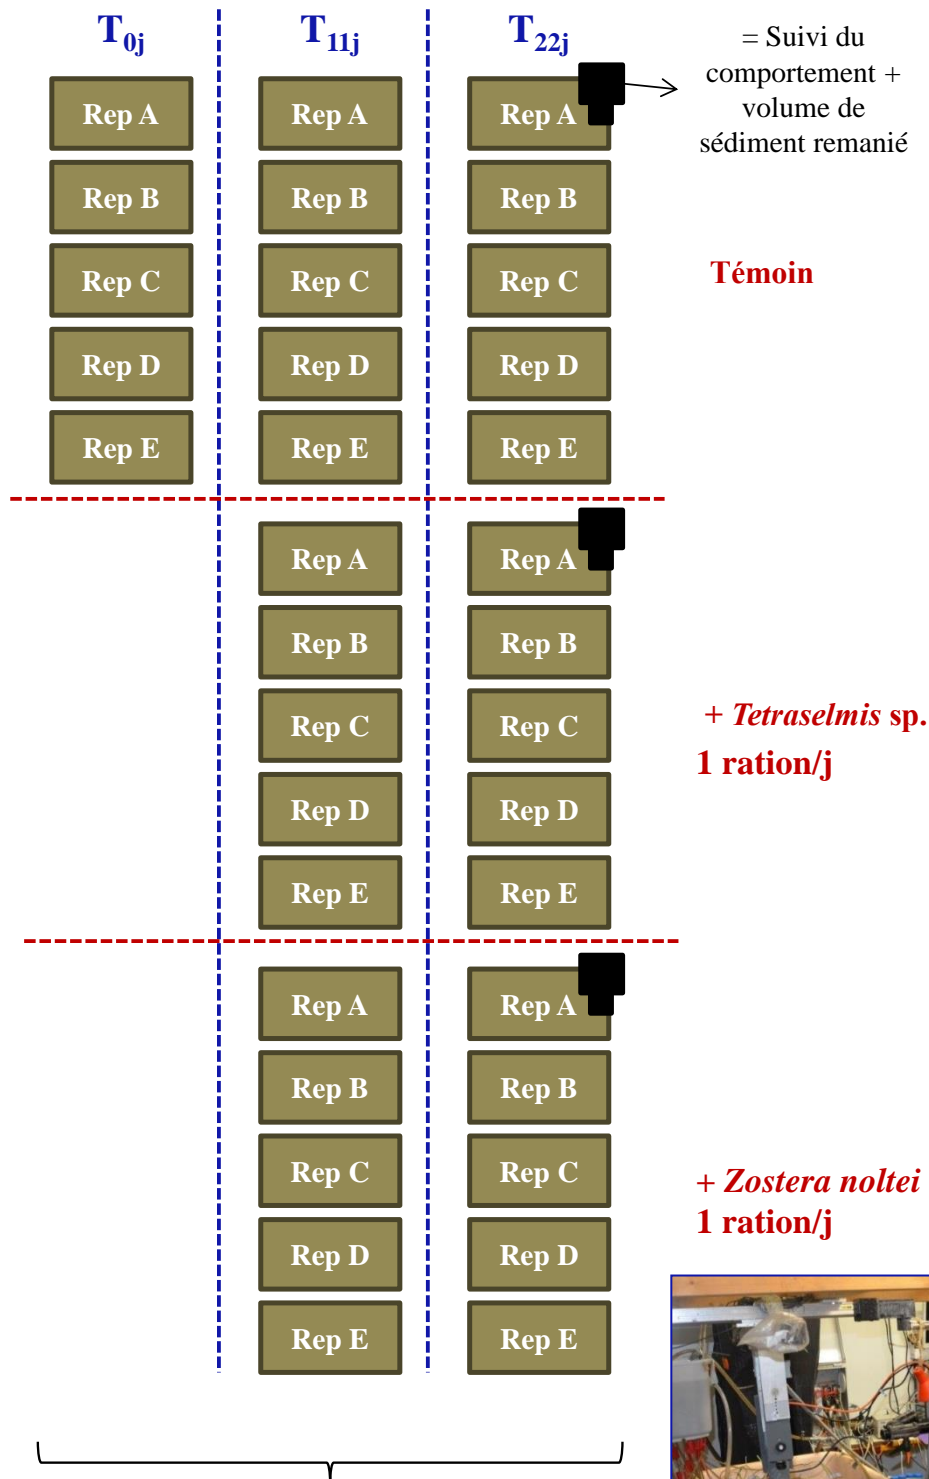 T0j T11j T22j
= Suivi du
comportement +
volume de
sédiment remanié
Rep A Rep A Rep A
Rep B Rep B Rep B
Rep C Rep C Rep C
Témoin
Rep D Rep D Rep D
Rep E Rep E Rep E
Rep A Rep A
Rep B Rep B
Rep C Rep C
+ Tetraselmis sp.
1 ration/j
Rep D Rep D
Rep E Rep E
Rep A Rep A
Rep B Rep B
Rep C Rep C
+ Zostera noltei
1 ration/j
Rep D Rep D
Rep E Rep E